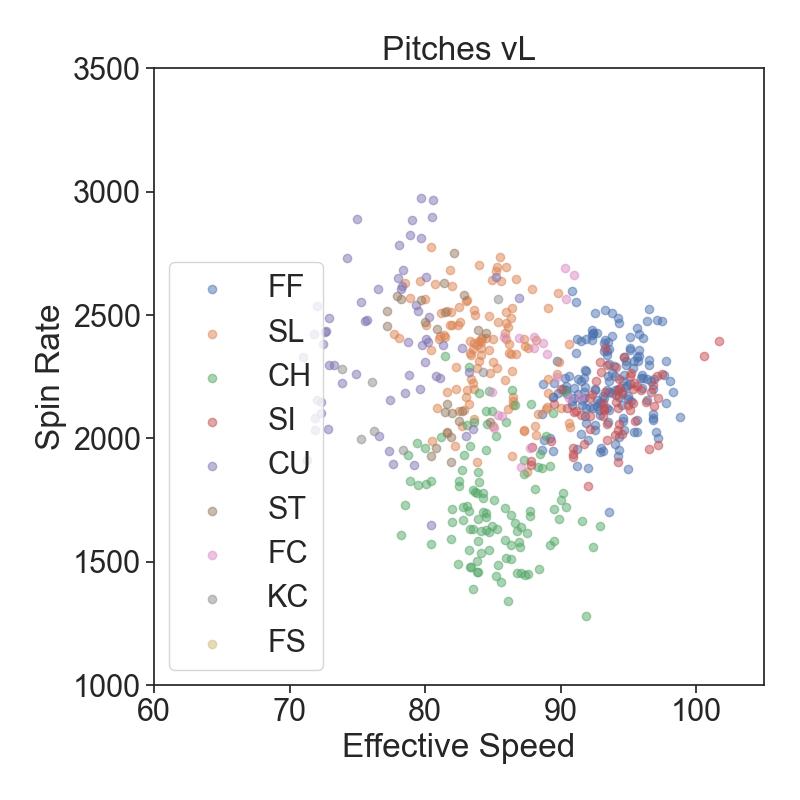 Pitches vL
3500
3000
2500
2000
1500
1000
Spin Rate
FF
SL
CH
SI
CU
ST
FC
KC
FS
60
70
80
90
100
Effective Speed